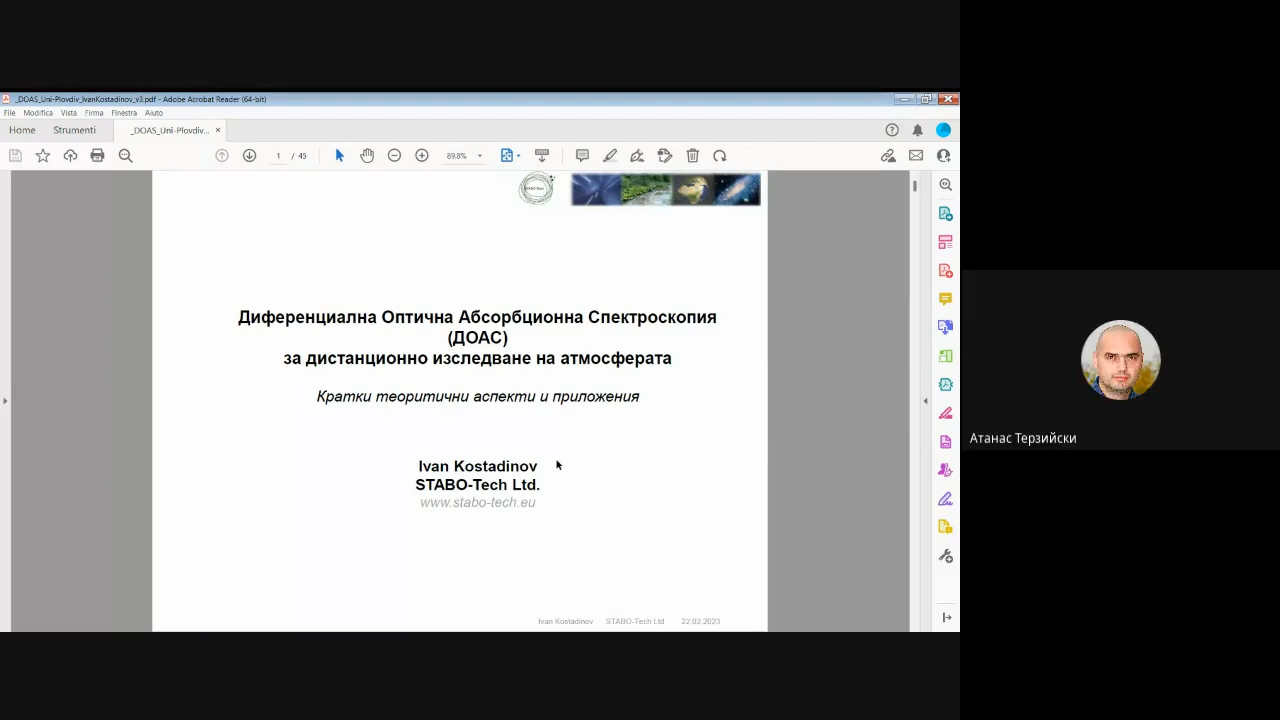 _DOAS_Uni-Plovdiv_IvanKostadinov_v3.pdf - Adobe Acrobat Reader (64-bit)
File Modifica Vista Firma Finestra Aiuto
Home Strumenti _DOAS_Uni-Plovdiv... ×
1 / 45 89.8%
STABO-Tech
Диференциална Оптична Абсорбционна Спектроскопия
(ДОАС)
за дистанционно изследване на атмосферата
Кратки теоритични аспекти и приложения
Ivan Kostadinov
STABO-Tech Ltd.
www.stabo-tech.eu
Ivan Kostadinov STABO-Tech Ltd 22.02.2023
Атанас Терзийски